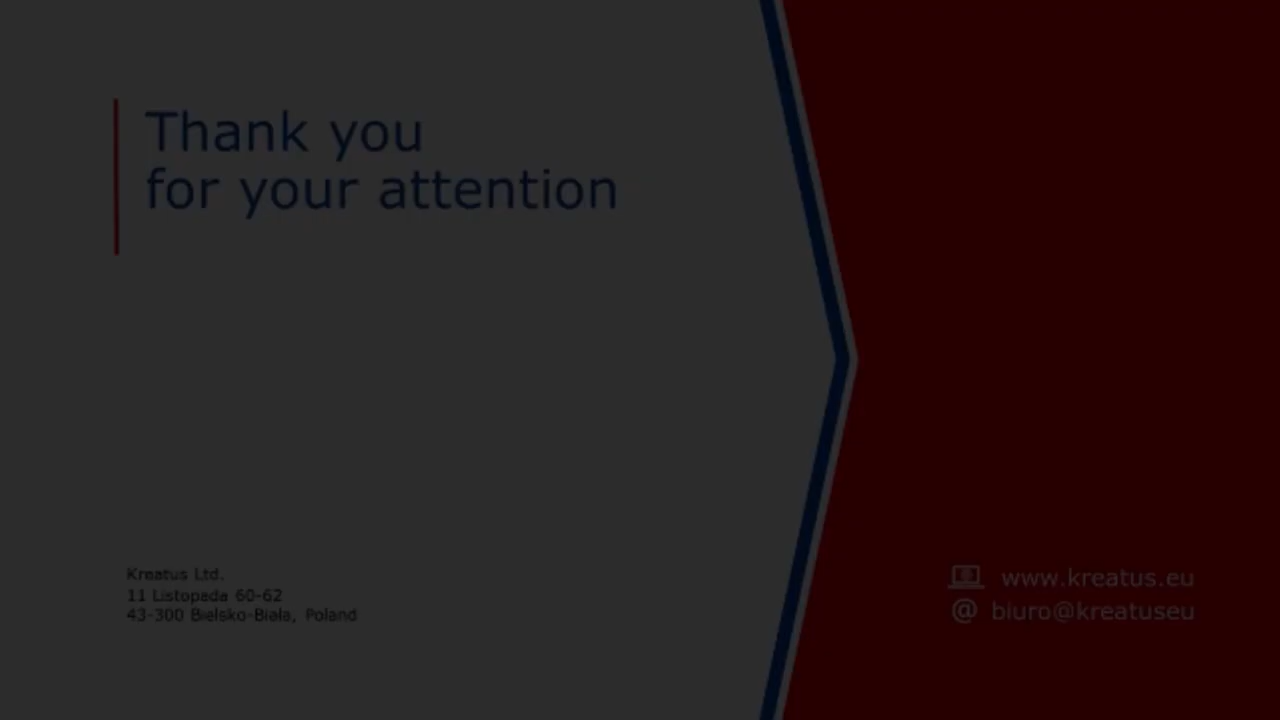 Thank you
for your attention
Kreatus Ltd.
11 Listopada 60-62
43-300 Bielsko-Biała, Poland
www.kreatus.eu
@ biuro@kreatuseu